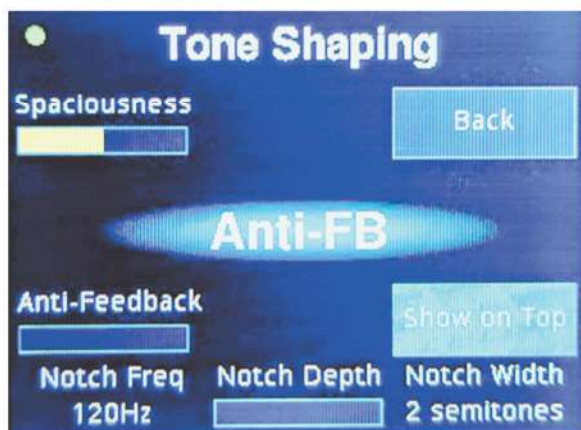 Tone Shaping
Spaciousness
Back
Anti-FB
Anti-Feedback
Show on Top
Notch Freq Notch Depth Notch Width
120Hz 2 semitones